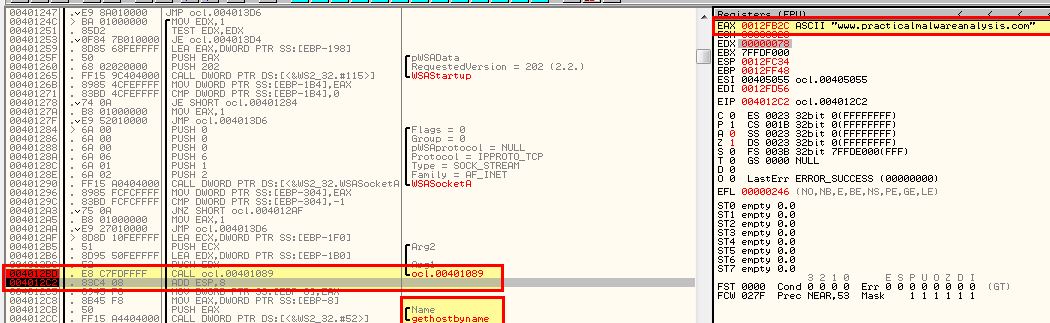 00401247 . E9 8A010000 JMP ocl.004013D6
0040124C > BA 01000000 MOV EDX,1
00401251 . 85D2 TEST EDX,EDX
00401253 . 0F84 7B010000 JE ocl.004013D4
00401259 . 8D85 68FEFFFF LEA EAX,DWORD PTR SS:[EBP-198]
0040125F . 50 PUSH EAX pWSAData
00401260 . 68 02020000 PUSH 202 RequestedVersion = 202 (2.2.)
00401265 . FF15 9C404000 CALL DWORD PTR DS:[<&WS2_32.#115>] WSAStartup
0040126B . 8985 4CFEFFFF MOV DWORD PTR SS:[EBP-1B4],EAX
00401271 . 83BD 4CFEFFFF CMP DWORD PTR SS:[EBP-1B4],0
00401278 . 74 0A JE SHORT ocl.00401284
0040127A . B8 01000000 MOV EAX,1
0040127F . E9 52010000 JMP ocl.004013D6
00401284 > 6A 00 PUSH 0 Flags = 0
00401286 . 6A 00 PUSH 0 Group = 0
00401288 . 6A 00 PUSH 0 pWSAprotocol = NULL
0040128A . 6A 06 PUSH 6 Protocol = IPPROTO_TCP
0040128C . 6A 01 PUSH 1 Type = SOCK_STREAM
0040128E . 6A 02 PUSH 2 Family = AF_INET
00401290 . FF15 A0404000 CALL DWORD PTR DS:[<&WS2_32.WSASocketA WSASocketA
00401296 . 8985 FCFCFFFF MOV DWORD PTR SS:[EBP-304],EAX
0040129C . 83BD FCFCFFFF CMP DWORD PTR SS:[EBP-304],-1
004012A3 . 75 0A JNZ SHORT ocl.004012AF
004012A5 . B8 01000000 MOV EAX,1
004012AA . E9 27010000 JMP ocl.004013D6
004012AF > 8D8D 10FEFFFF LEA ECX,DWORD PTR SS:[EBP-1F0]
004012B5 . 51 PUSH ECX Arg2
004012B6 . 8D95 50FEFFFF LEA EDX,DWORD PTR SS:[EBP-1B0]
004012BD . E8 C7FDFFFF CALL ocl.00401089 ocl.00401089
004012C2 . 83C4 08 ADD ESP,8
004012C8 . 8B45 F8 MOV EAX,DWORD PTR SS:[EBP-8]
004012CB . 50 PUSH EAX Name
004012CC . FF15 A4404000 CALL DWORD PTR DS:[<&WS2_32.#52>] gethostbyname
Registers (FPU) < < <
EAX 0012FB2C ASCII "www.practicalmalwareanalysis.com"
EDX 00000078
EBX 7FFDF000
ESP 0012FC34
EBP 0012FF48
ESI 00405055 ocl.00405055
EDI 0012FD56
EIP 004012C2 ocl.004012C2
C 0 ES 0023 32bit 0(FFFFFFFF)
P 1 CS 001B 32bit 0(FFFFFFFF)
A 0 SS 0023 32bit 0(FFFFFFFF)
Z 1 DS 0023 32bit 0(FFFFFFFF)
S 0 FS 003B 32bit 7FFDE000(FFF)
T 0 GS 0000 NULL
D 0
O 0 LastErr ERROR_SUCCESS (00000000)
EFL 00000246 (NO,NB,E,BE,NS,PE,GE,LE)
ST0 empty 0.0
ST1 empty 0.0
ST2 empty 0.0
ST3 empty 0.0
ST4 empty 0.0
ST5 empty 0.0
ST6 empty 0.0
ST7 empty 0.0
3 2 1 0 E S P U O Z D I
FST 0000 Cond 0 0 0 0 Err 0 0 0 0 0 0 0 0 (GT)
FCW 027F Prec NEAR,53 Mask 1 1 1 1 1 1